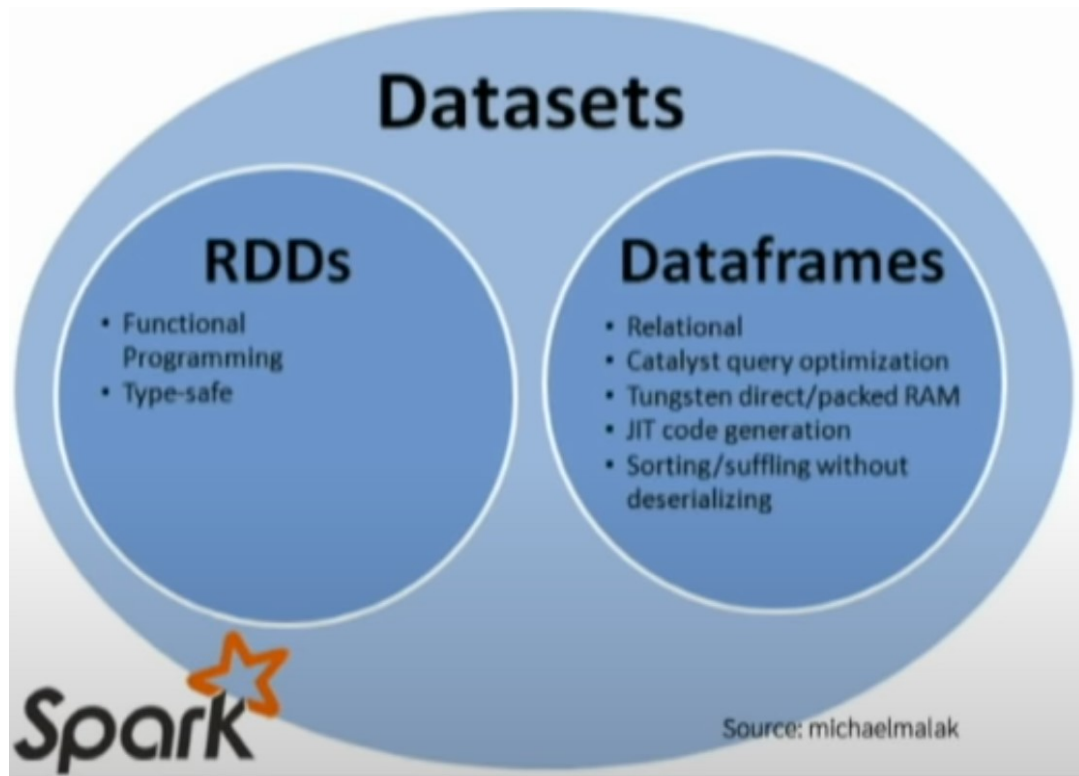 Datasets
RDDs
• Functional
Programming
• Type-safe
Dataframes
• Relational
• Catalyst query optimization
• Tungsten direct/packed RAM
• JIT code generation
• Sorting/suffling without
deserializing
Spark
Source: michaelmalak